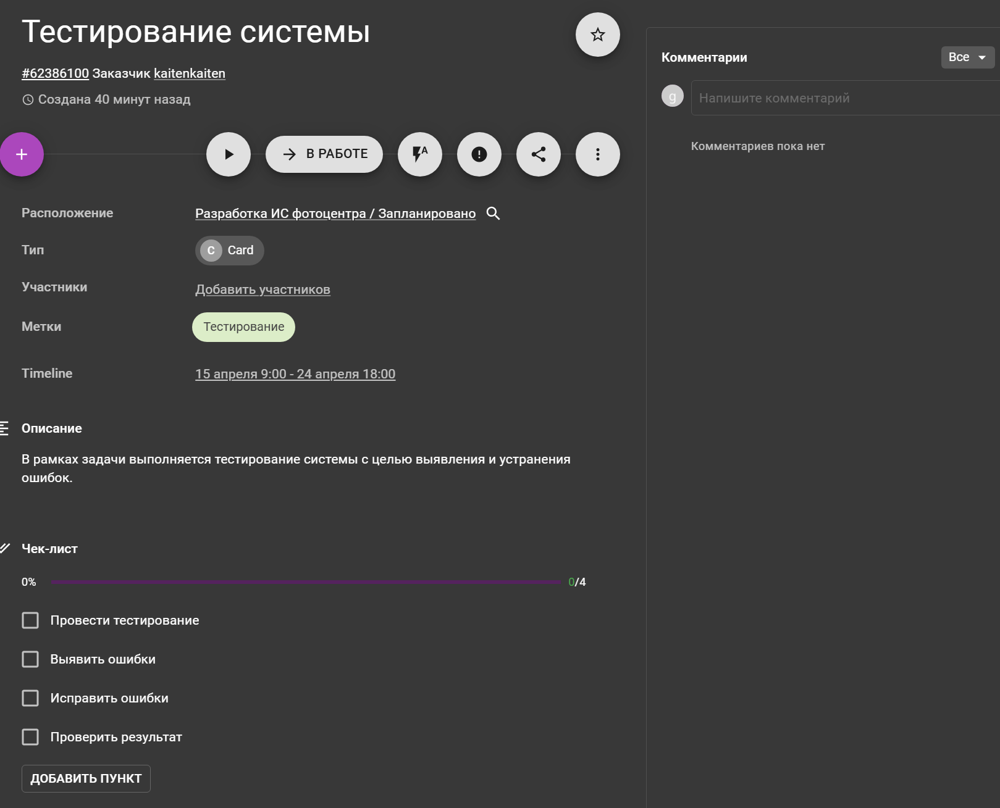 Тестирование системы
#62386100 Заказчик kaitenkaiten
Создана 40 минут назад
В РАБОТЕ
A
Расположение
Разработка ИС фотоцентра / Запланировано
Тип
C Card
Участники
Добавить участников
Метки
Тестирование
Timeline
15 апреля 9:00 - 24 апреля 18:00
Описание
В рамках задачи выполняется тестирование системы с целью выявления и устранения
ошибок.
Чек-лист
0% 0/4
Провести тестирование
Выявить ошибки
Исправить ошибки
Проверить результат
ДОБАВИТЬ ПУНКТ
Комментарии
Все
g
Напишите комментарий
Комментариев пока нет